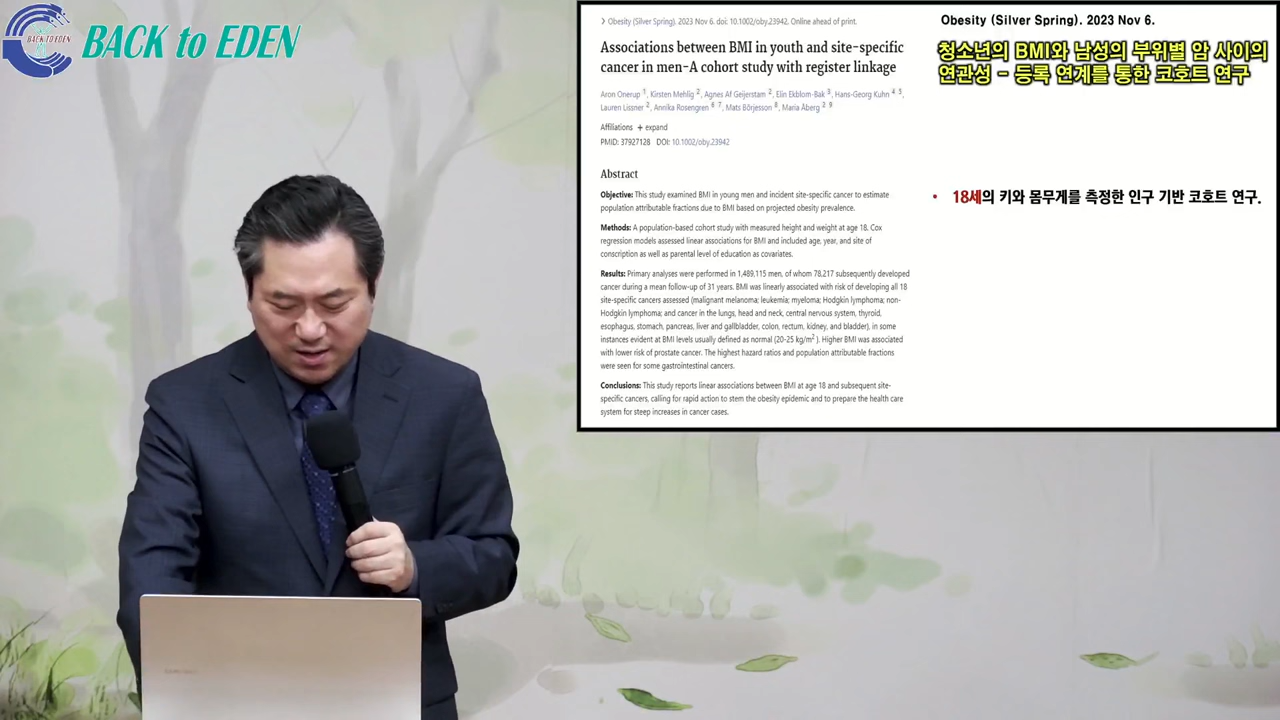 BACK TO EDEN
BACK to EDEN
> Obesity (Silver Spring). 2023 Nov 6. doi: 10.1002/oby.23942. Online ahead of print.
Associations between BMI in youth and site-specific
cancer in men-A cohort study with register linkage
Aron Onerup 1, Kirsten Mehlig 2, Agnes Af Geijerstam 2, Elin Ekblom-Bak 3, Hans-Georg Kuhn 4 5,
Lauren Lissner 2, Annika Rosengren 6 7, Mats Börjesson 8, Maria Åberg 2 9
Affiliations + expand
PMID: 37927128 DOI: 10.1002/oby.23942
Abstract
Objective: This study examined BMI in young men and incident site-specific cancer to estimate
population attributable fractions due to BMI based on projected obesity prevalence.
Methods: A population-based cohort study with measured height and weight at age 18. Cox
regression models assessed linear associations for BMI and included age, year, and site of
conscription as well as parental level of education as covariates.
Results: Primary analyses were performed in 1,489,115 men, of whom 78,217 subsequently developed
cancer during a mean follow-up of 31 years. BMI was linearly associated with risk of developing all 18
site-specific cancers assessed (malignant melanoma; leukemia; myeloma; Hodgkin lymphoma; non-
Hodgkin lymphoma; and cancer in the lungs, head and neck, central nervous system, thyroid,
esophagus, stomach, pancreas, liver and gallbladder, colon, rectum, kidney, and bladder), in some
instances evident at BMI levels usually defined as normal (20-25 kg/m2 ). Higher BMI was associated
with lower risk of prostate cancer. The highest hazard ratios and population attributable fractions
were seen for some gastrointestinal cancers.
Conclusions: This study reports linear associations between BMI at age 18 and subsequent site-
specific cancers, calling for rapid action to stem the obesity epidemic and to prepare the health care
system for steep increases in cancer cases.
Obesity (Silver Spring). 2023 Nov 6.
청소년의 BMI와 남성의 부위별 암 사이의
연관성 - 등록 연계를 통한 코호트 연구
• 18세의 키와 몸무게를 측정한 인구 기반 코호트 연구.